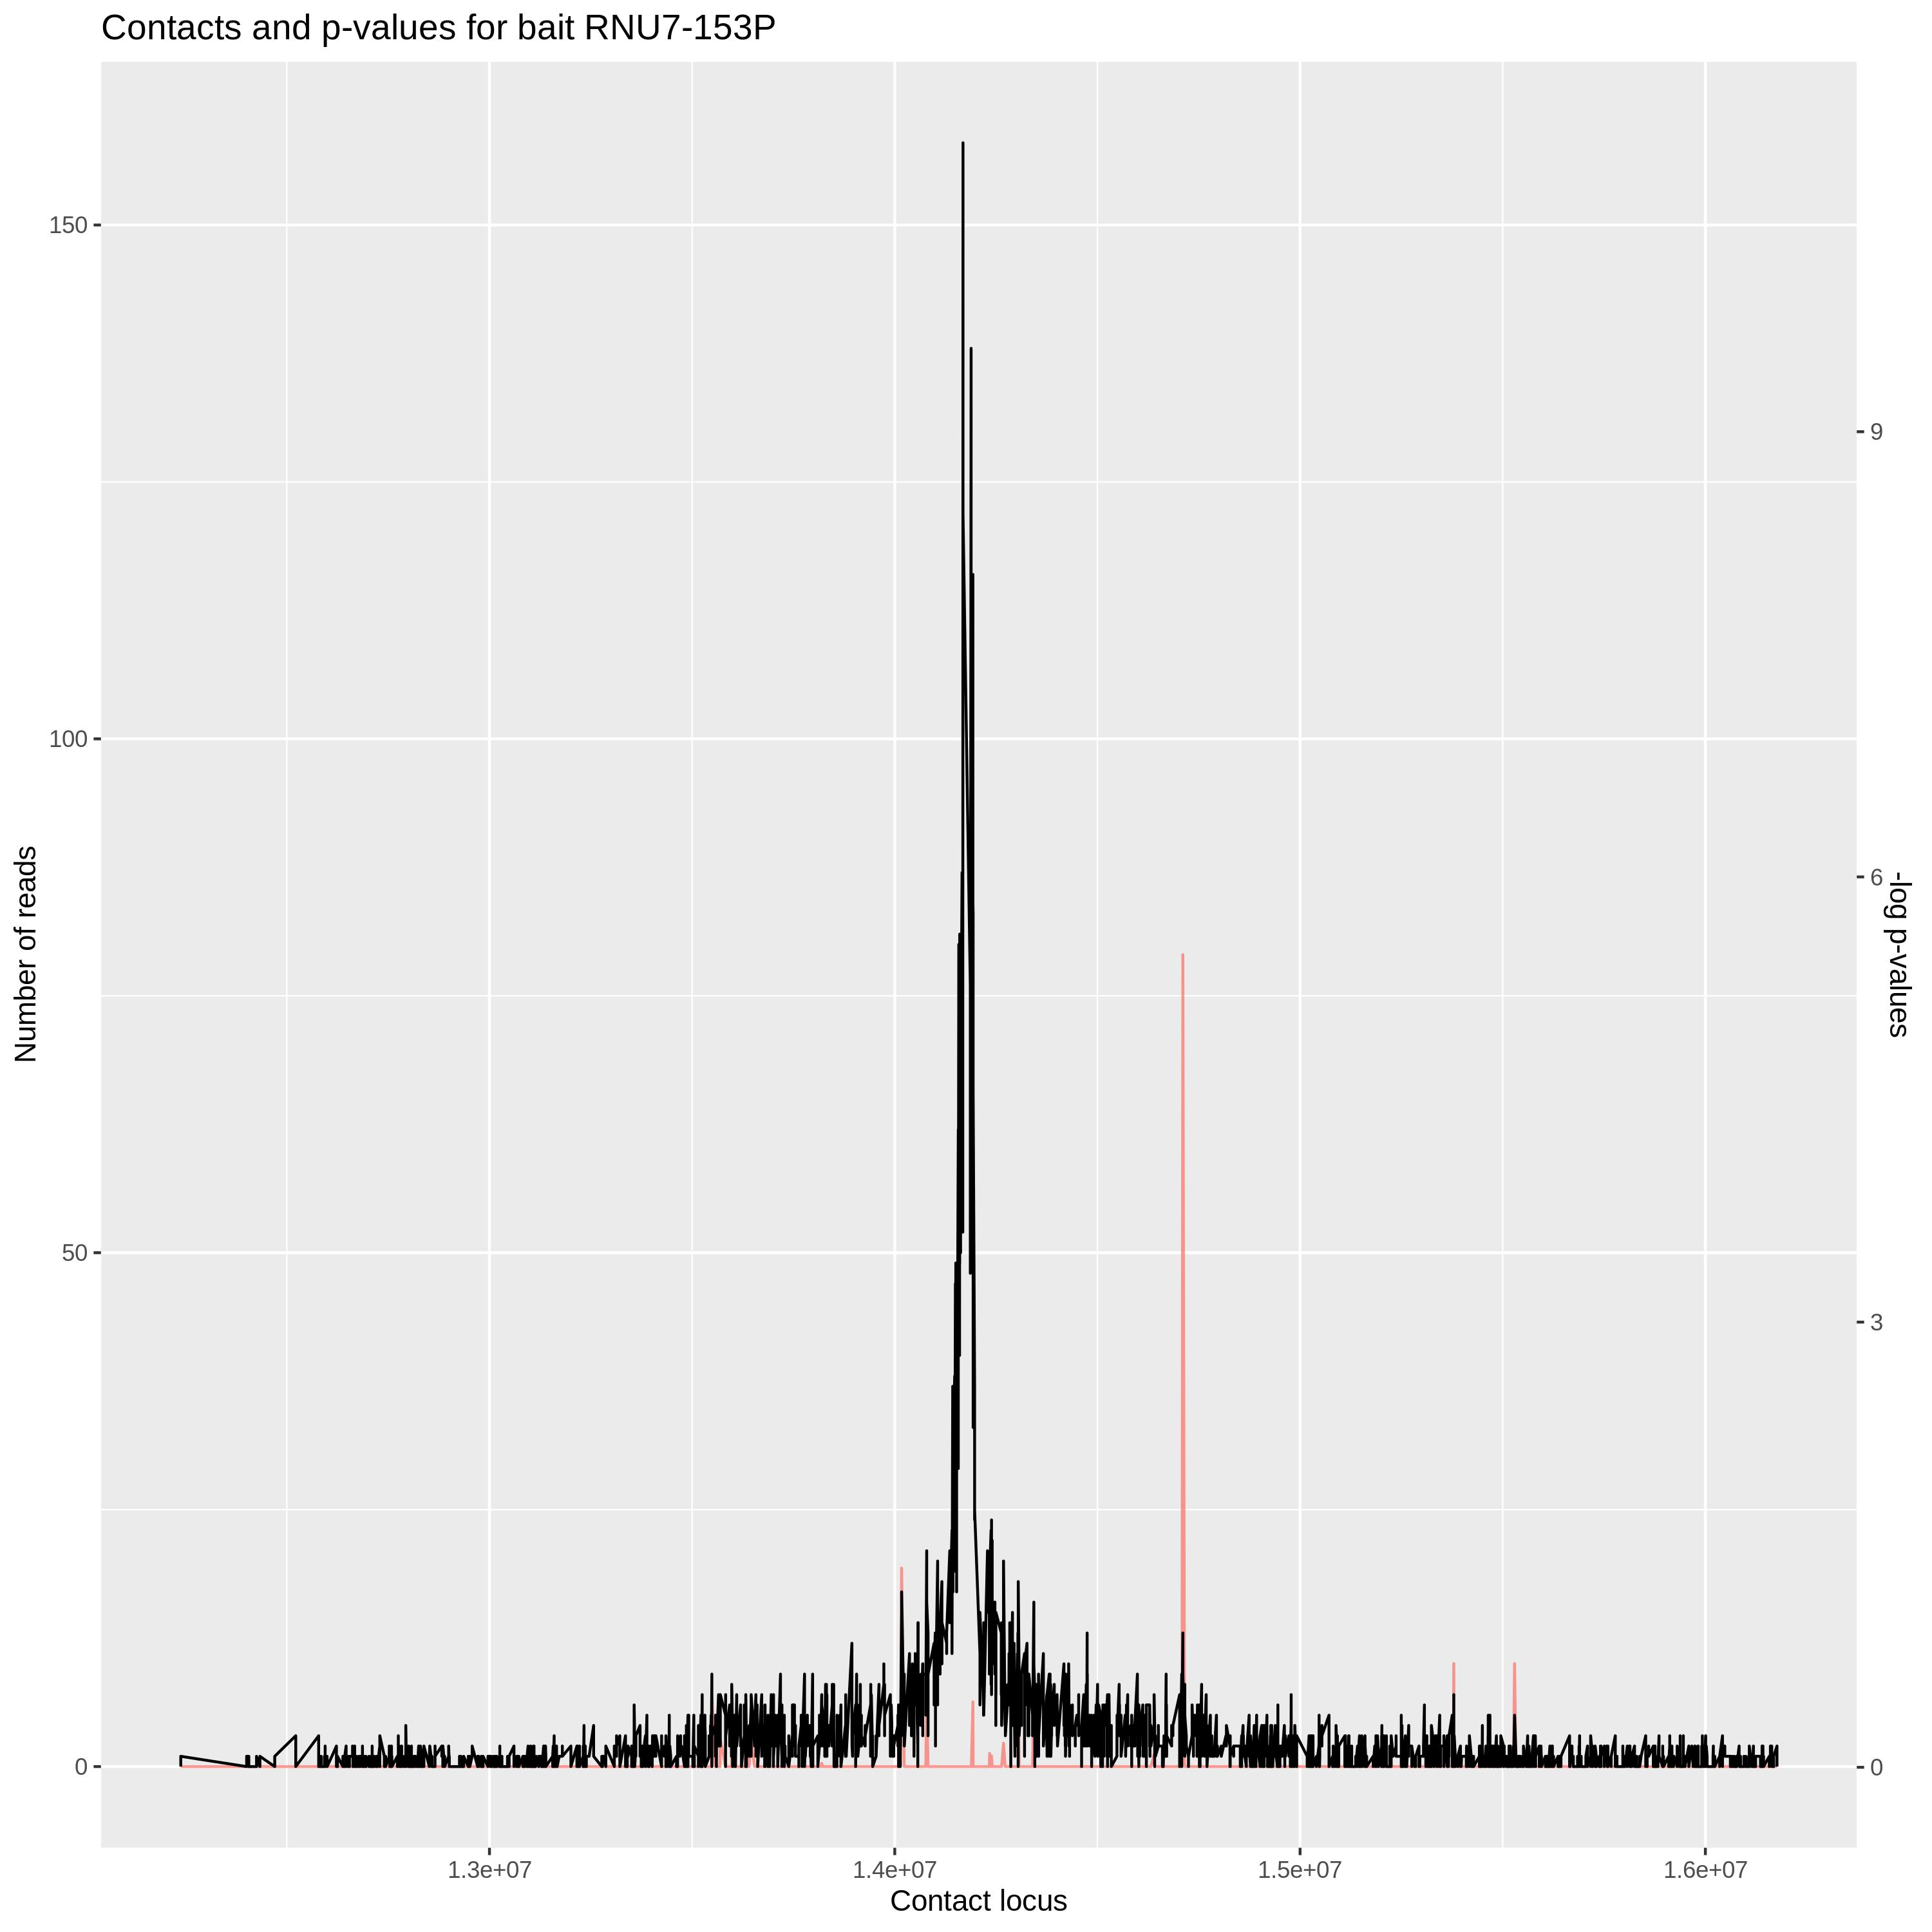 Contacts and p-values for bait RNU7-153P
150
100
50
0
Number of reads
9
6
3
0
-log p-values
1.3e+07
1.4e+07
1.5e+07
1.6e+07
Contact locus